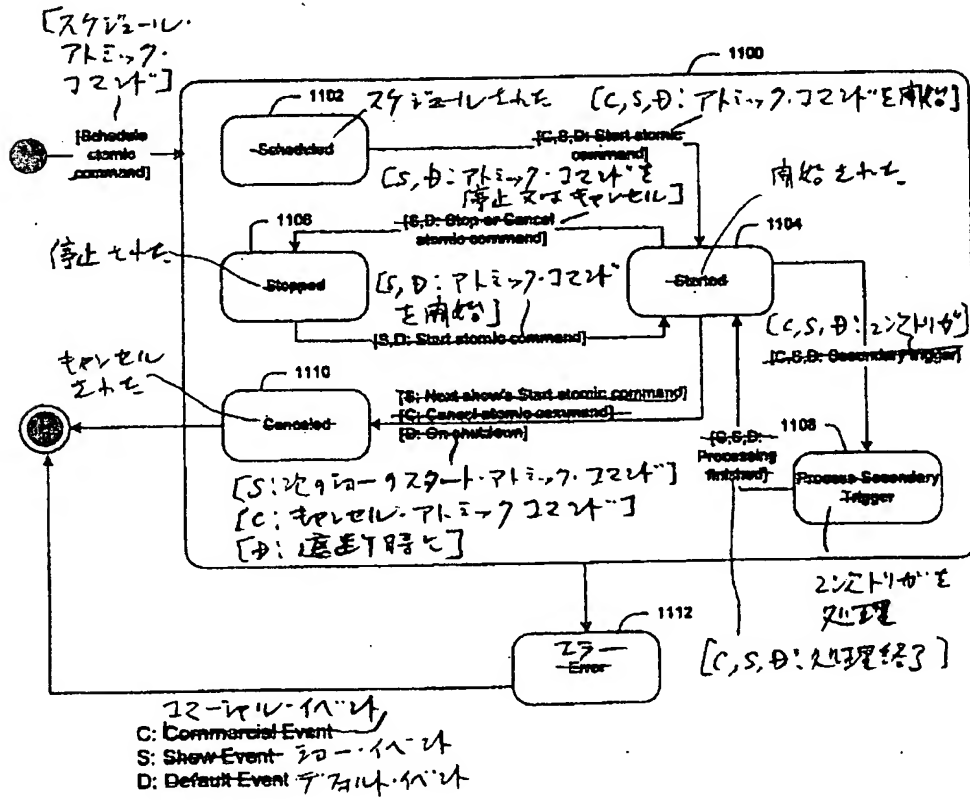 [スケジュール・
アトミック・
コマンド]
1100
1102
スケジュールされた
[C,S,D:アトミック・コマンドを開始]
[Schedule
atomic
command]
Scheduled
[C,S,D: Start atomic
command]
[S,D:アトミック・コマンドを
停止又はキャンセル]
開始された
1106
[S,D: Stop or Cancel
atomic command]
1104
停止された
Stopped
[S,D:アトミック・コマンド
を開始]
Started
[S,D: Start atomic command]
[C,S,D:二次トリガ]
[C,S,D: Secondary trigger]
キャンセル
された
1110
[S: Next show's Start atomic command]
Canceled
[C: Cancel atomic command]
[D: On shutdown]
[C,S,D:
Processing
finished]
1108
Process Secondary
Trigger
[S:次のショーのスタート・アトミック・コマンド]
[C:キャンセル・アトミックコマンド]
[D: 時に]
二次トリガを
処理
1112
エラー
Error
[C,S,D:処理終了]
コマーシャル・イベント
C: Commercial Event
S: Show Event ショー・イベント
D: Default Event デフォルト・イベント